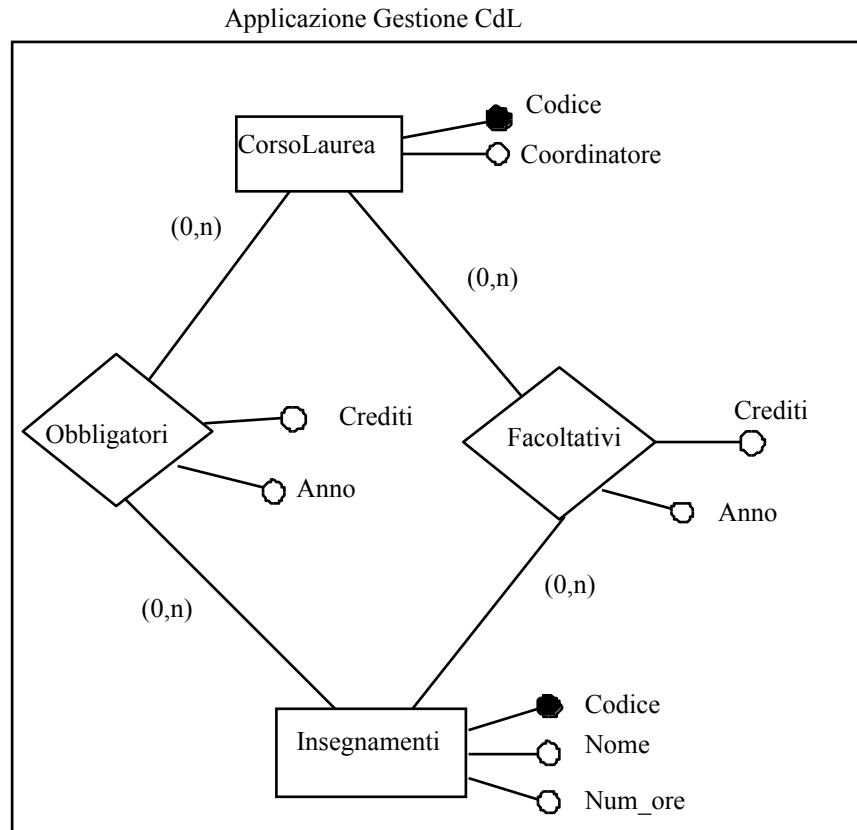 Applicazione Gestione CdL
Codice
CorsoLaurea
Coordinatore
(0,n)
(0,n)
Obbligatori
Crediti
Anno
Facoltativi
Crediti
Anno
(0,n)
(0,n)
Insegnamenti
Codice
Nome
Num_ore